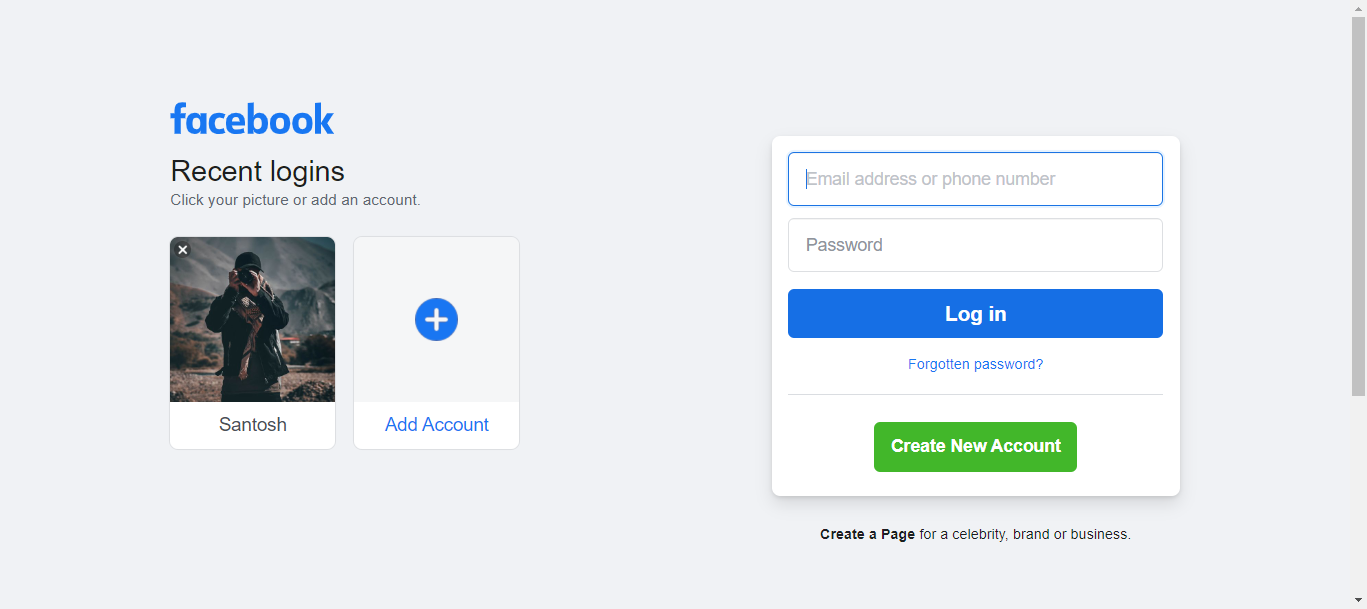 facebook
Recent logins
Click your picture or add an account.
Santosh
Add Account
Email address or phone number
Password
Log in
Forgotten password?
Create New Account
Create a Page for a celebrity, brand or business.